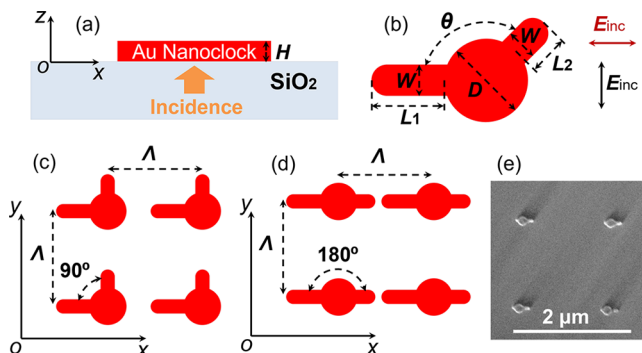 (a)
z
Au Nanoclock
H
o
x
SiO₂
Incidence
(b)
θ
W
W
L₂
D
L₁
Einc
Einc
(c)
Λ
y
Λ
90º
o
x
(d)
Λ
y
Λ
180º
o
x
(e)
2 μm